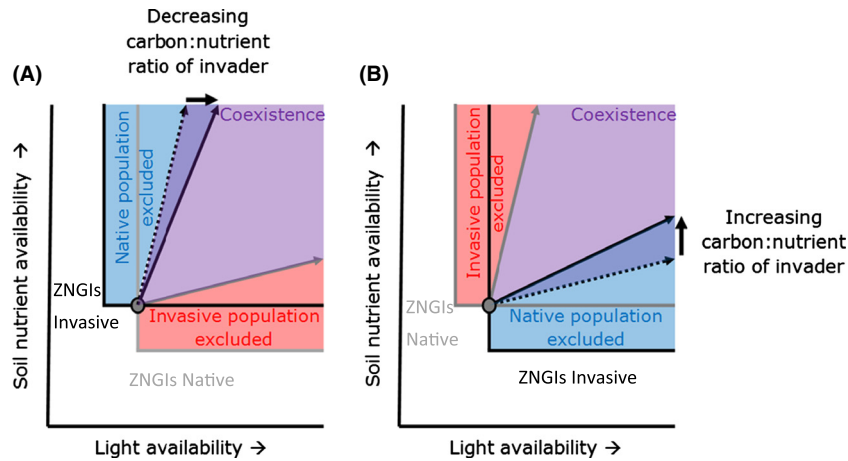 Decreasing
carbon:nutrient
ratio of invader
(A)
Coexistence
Native population
excluded
ZNGIs
Invasive
Invasive population
excluded
ZNGIs Native
Soil nutrient availability →
Light availability →
(B)
Coexistence
Invasive population
excluded
Increasing
carbon:nutrient
ratio of invader
ZNGIs
Native
Native population
excluded
ZNGIs Invasive
Soil nutrient availability →
Light availability →